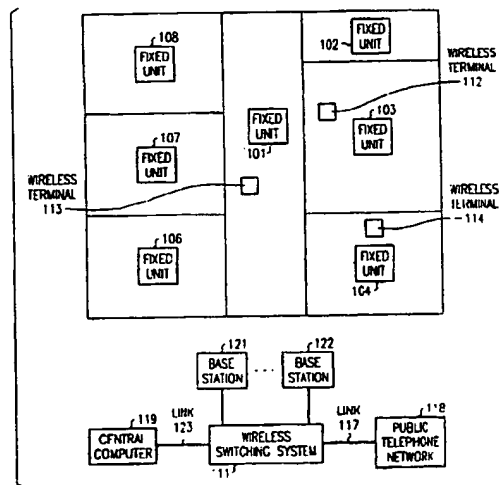 108
FIXED
UNIT
102
FIXED
UNIT
WIRELESS
TERMINAL
112
103
FIXED
UNIT
FIXED
UNIT
101
107
FIXED
UNIT
WIRELESS
TERMINAL
113
WIRELESS
TERMINAL
114
106
FIXED
UNIT
FIXED
UNIT
104
121
BASE
STATION
...
122
BASE
STATION
119
CENTRAL
COMPUTER
LINK
123
WIRELESS
SWITCHING SYSTEM
111
LINK
117
118
PUBLIC
TELEPHONE
NETWORK